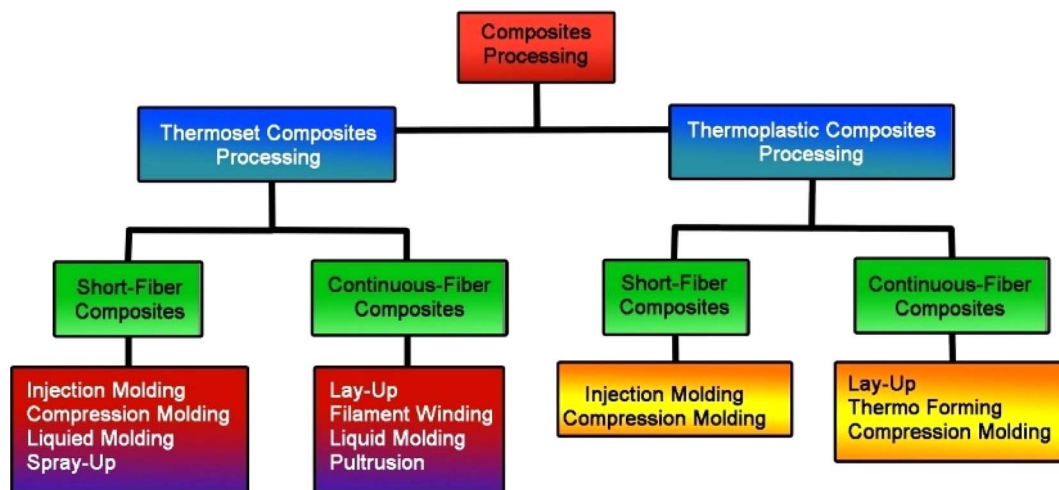 Composites
Processing
Thermoset Composites
Processing
Thermoplastic Composites
Processing
Short-Fiber
Composites
Continuous-Fiber
Composites
Short-Fiber
Composites
Continuous-Fiber
Composites
Injection Molding
Compression Molding
Liquied Molding
Spray-Up
Lay-Up
Filament Winding
Liquid Molding
Pultrusion
Injection Molding
Compression Molding
Lay-Up
Thermo Forming
Compression Molding